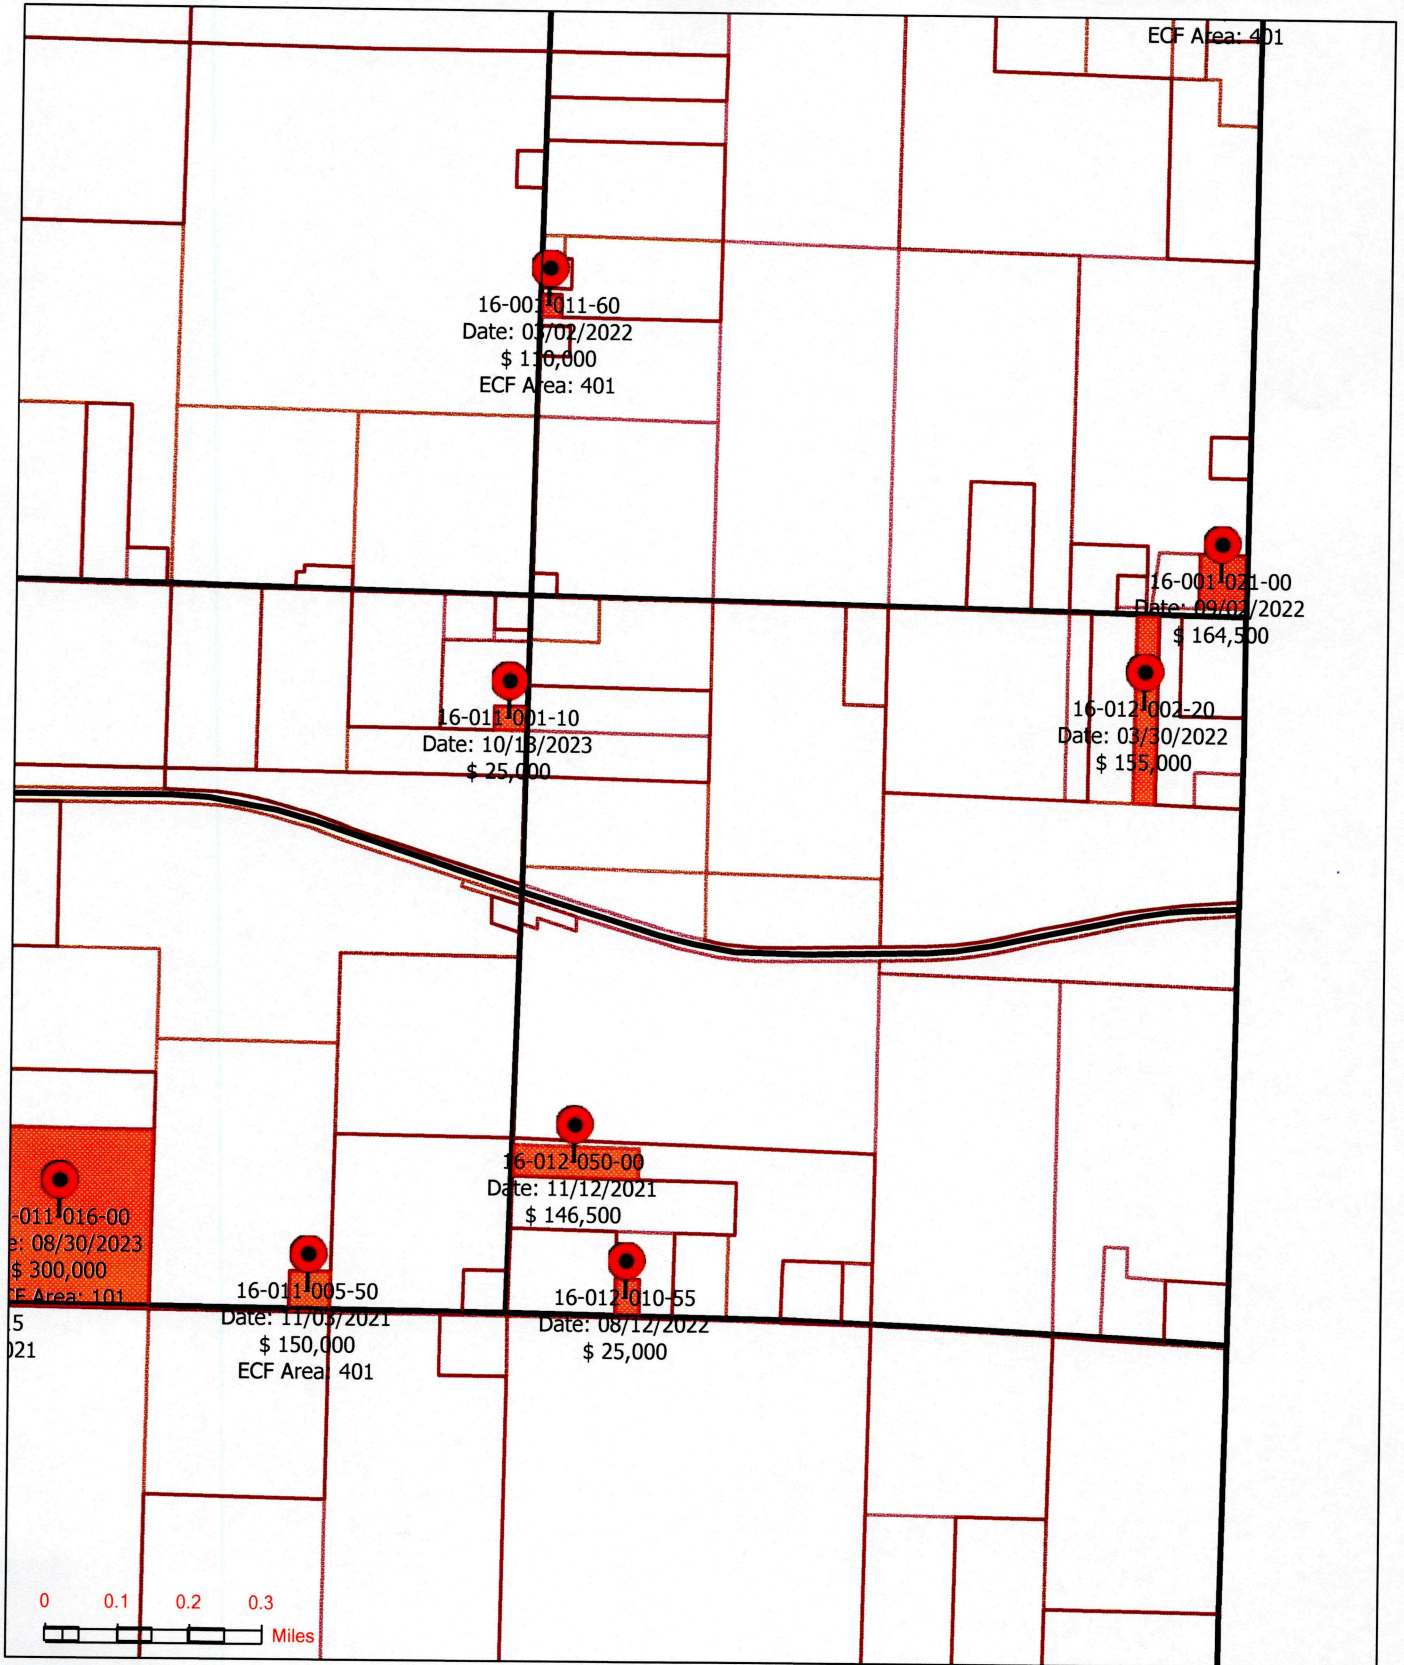 ECF Area: 401
16-001-011-60
Date: 03/02/2022
$ 110,000
ECF Area: 401
16-001-021-00
Date: 09/02/2022
$ 164,500
16-011-001-10
Date: 10/13/2023
$ 25,000
16-012-002-20
Date: 03/30/2022
$ 155,000
16-012-050-00
Date: 11/12/2021
$ 146,500
-011-016-00
e: 08/30/2023
$ 300,000
CF Area: 101
5
021
16-011-005-50
Date: 11/03/2021
$ 150,000
ECF Area: 401
16-012-010-55
Date: 08/12/2022
$ 25,000
0 0.1 0.2 0.3
Miles